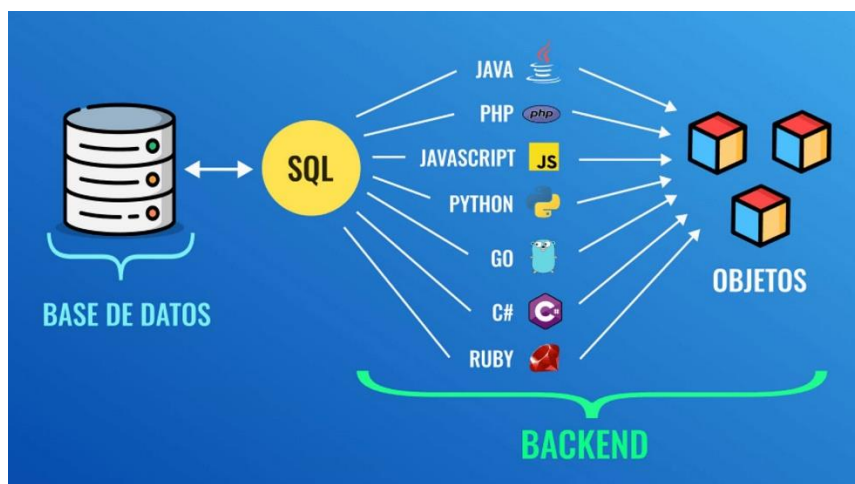 BASE DE DATOS
SQL
JAVA
PHP php
JAVASCRIPT JS
PYTHON
GO
C# C#
RUBY
OBJETOS
BACKEND